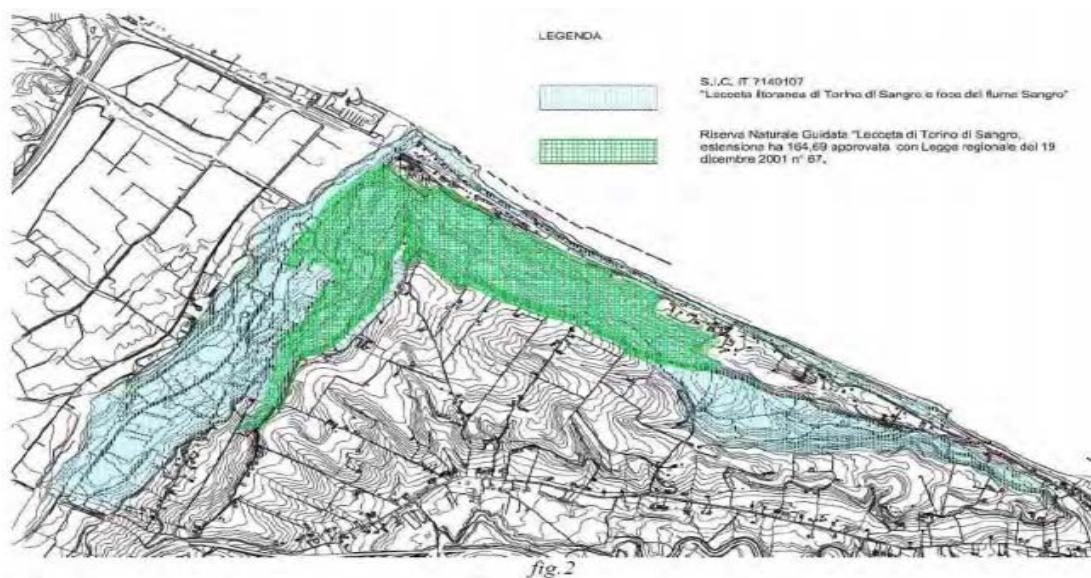 LEGENDA
S.I.C. IT 7140107
"Lecceta litoranea di Torino di Sangro e foce del fiume Sangro"
Riserva Naturale Guidata "Lecceta di Torino di Sangro,
estensione ha 164,69 approvata con Legge regionale del 19
dicembre 2001 n° 67.
fig.2